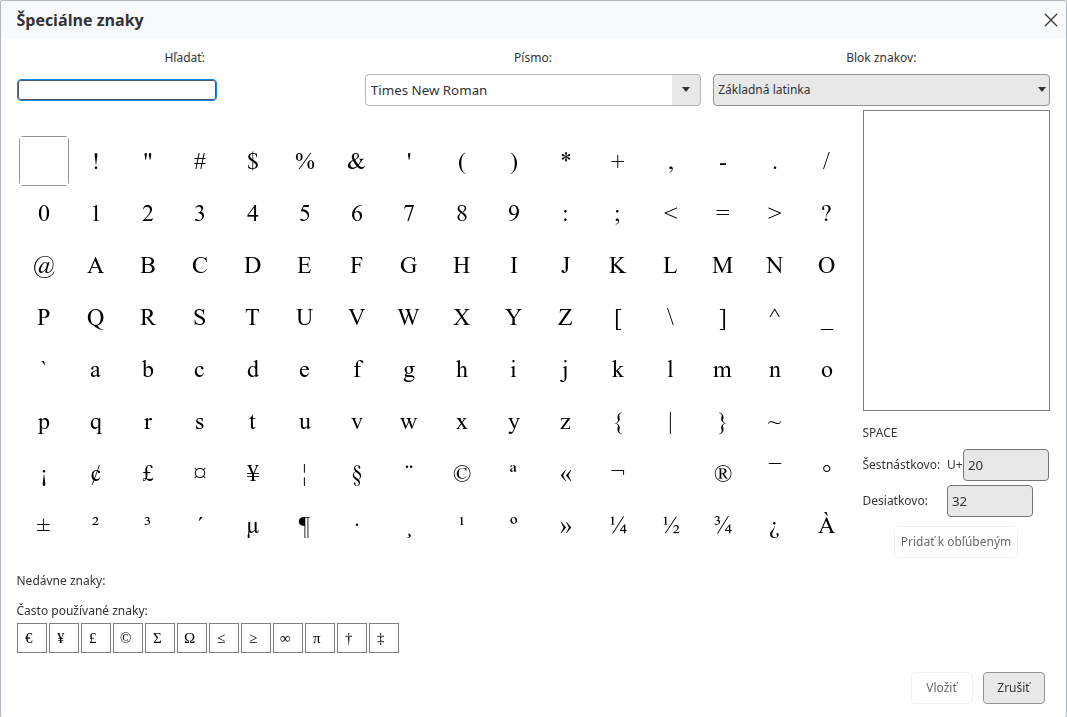 Špeciálne znaky
Hľadať: Písmo: Blok znakov:
Times New Roman Základná latinka
! " # $ % & ' ( ) * + , - . /
0 1 2 3 4 5 6 7 8 9 : ; < = > ?
@ A B C D E F G H I J K L M N O
P Q R S T U V W X Y Z [ \ ] ^ _
` a b c d e f g h i j k l m n o
p q r s t u v w x y z { | } ~
¡ ¢ £ ¤ ¥ ¦ § ¨ © ª « ¬ ® ¯ °
± ² ³ ´ µ ¶ · ¸ ¹ º » ¼ ½ ¾ ¿ À
SPACE
Šestnástkovo: U+ 20
Desiatkovo: 32
Pridať k obľúbeným
Nedávne znaky:
Často používané znaky:
€ ¥ £ © Σ Ω ≤ ≥ ∞ π † ‡
Vložiť Zrušiť